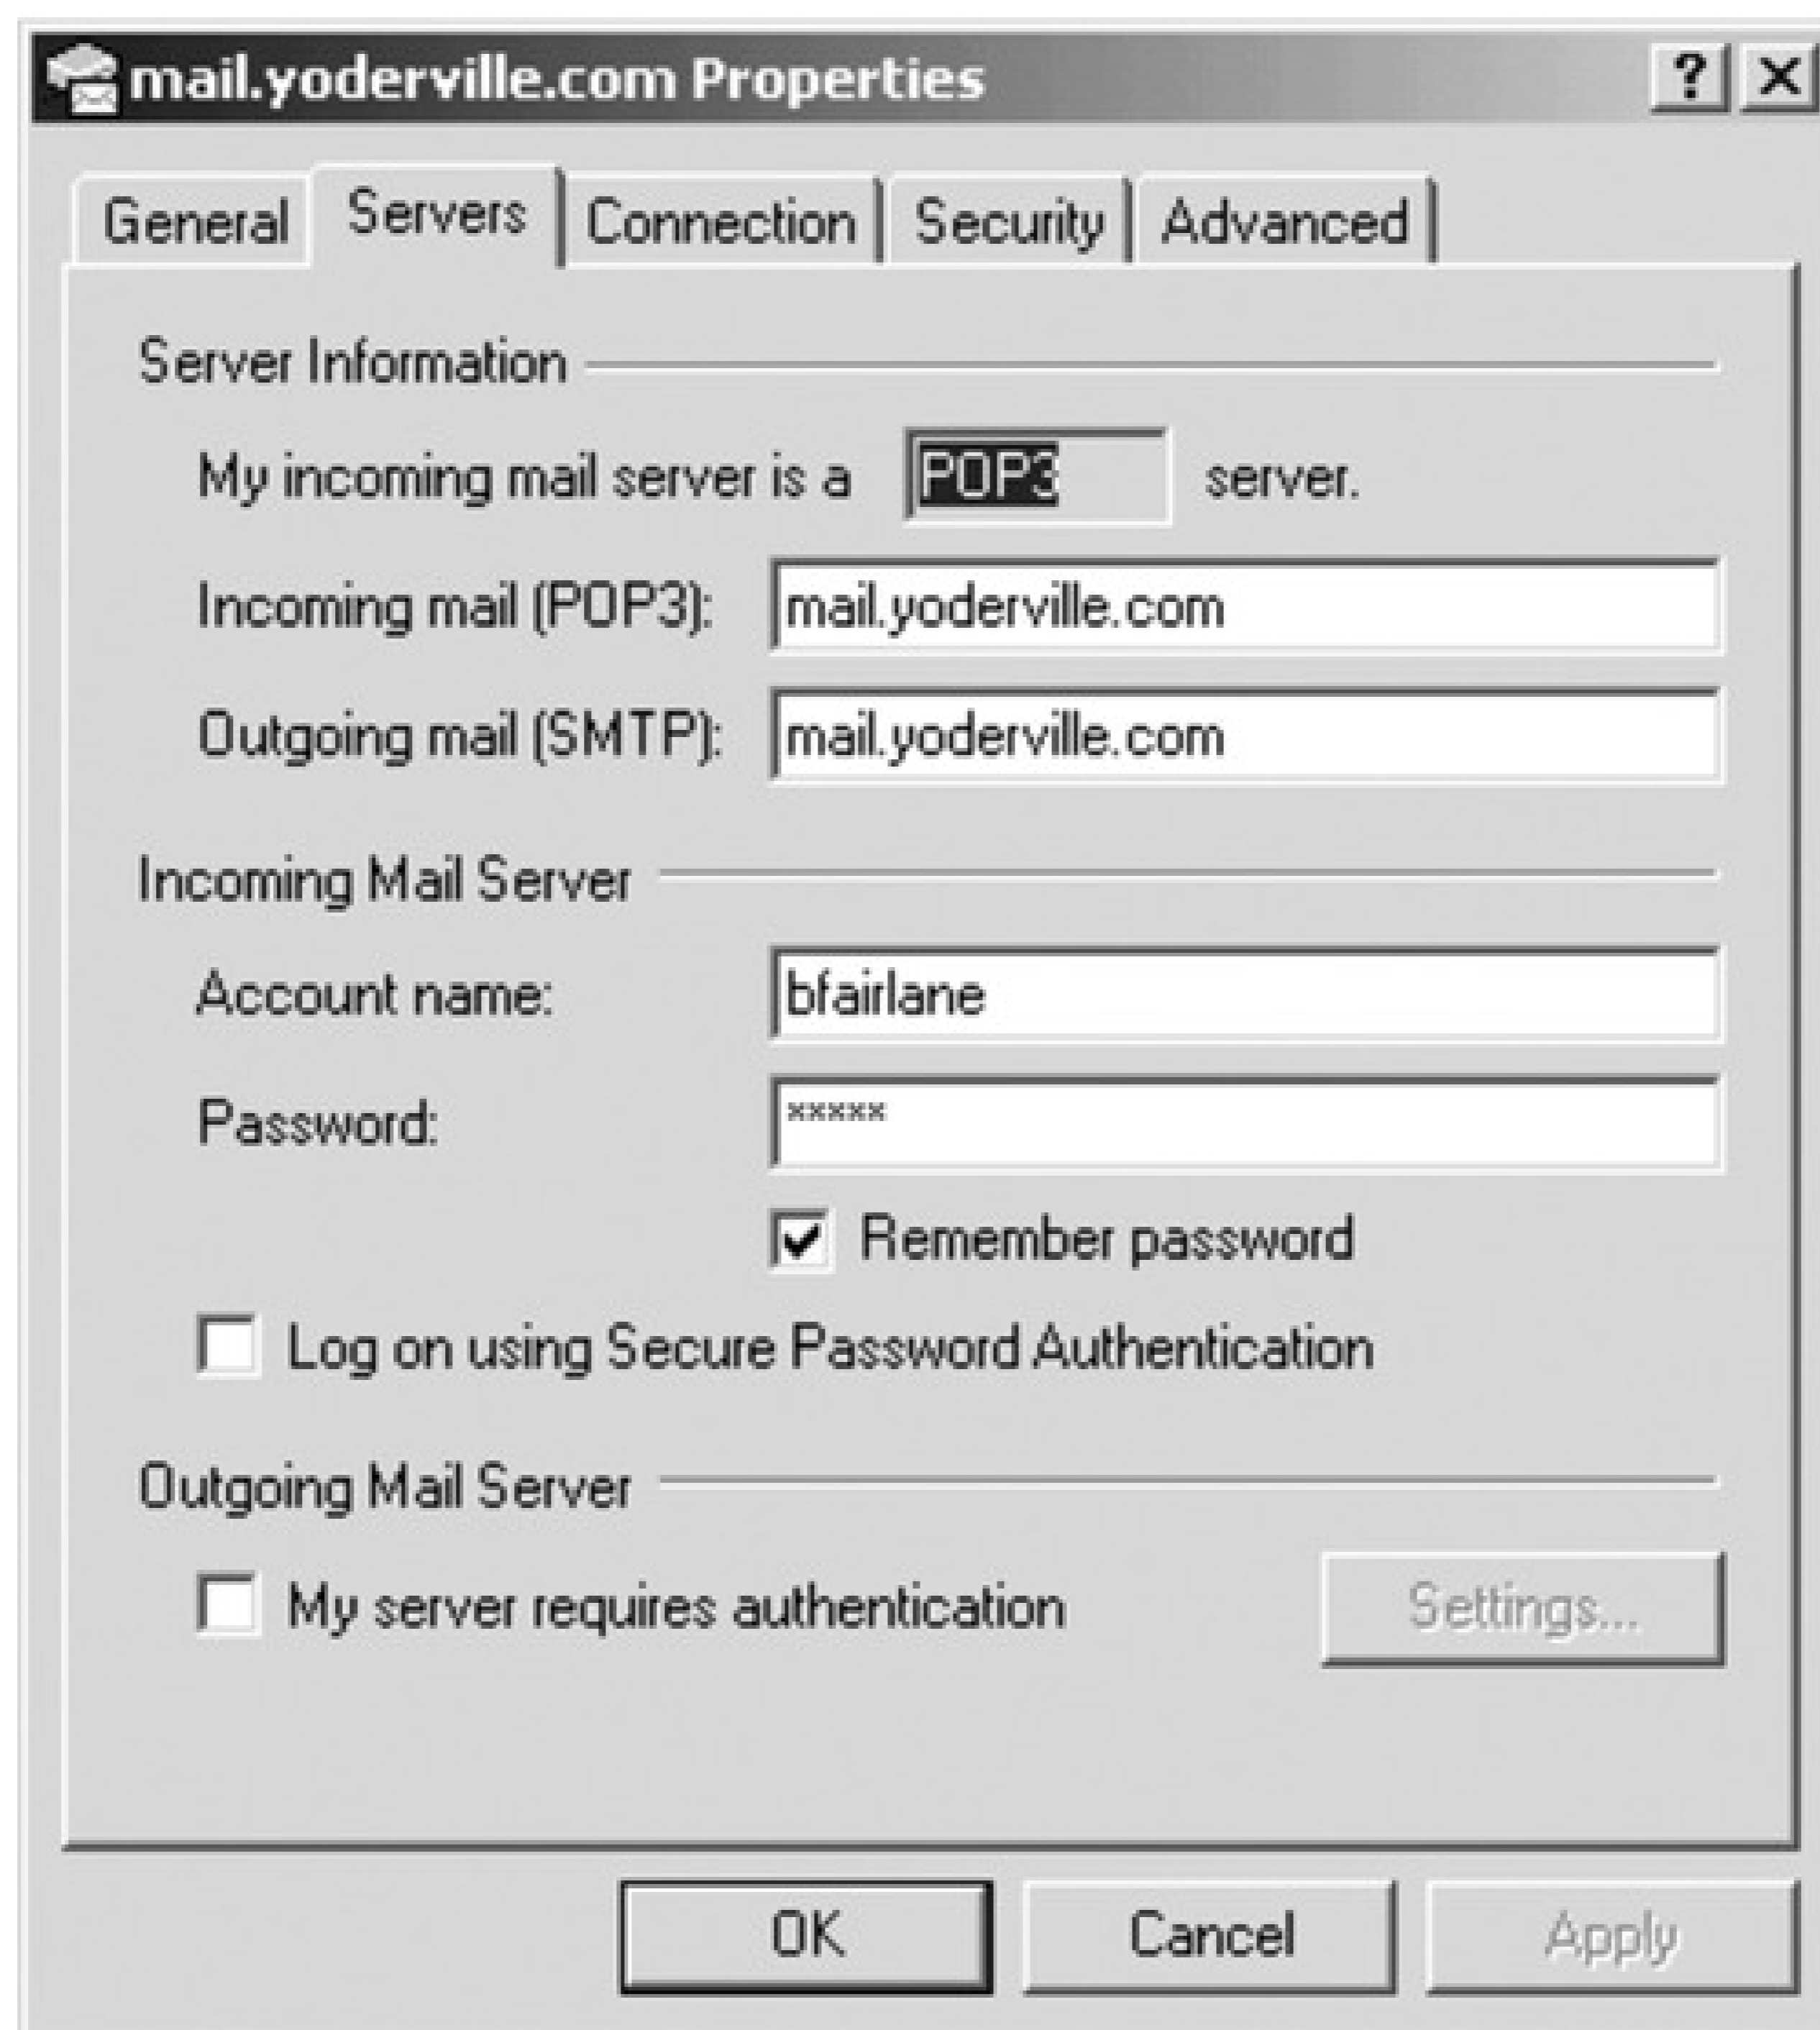 mail.yoderville.com Properties
General Servers Connection Security Advanced
Server Information
My incoming mail server is a POP3 server.
Incoming mail (POP3): mail.yoderville.com
Outgoing mail (SMTP): mail.yoderville.com
Incoming Mail Server
Account name: bfairlane
Password: xxxxx
Remember password
Log on using Secure Password Authentication
Outgoing Mail Server
My server requires authentication Settings...
OK Cancel Apply